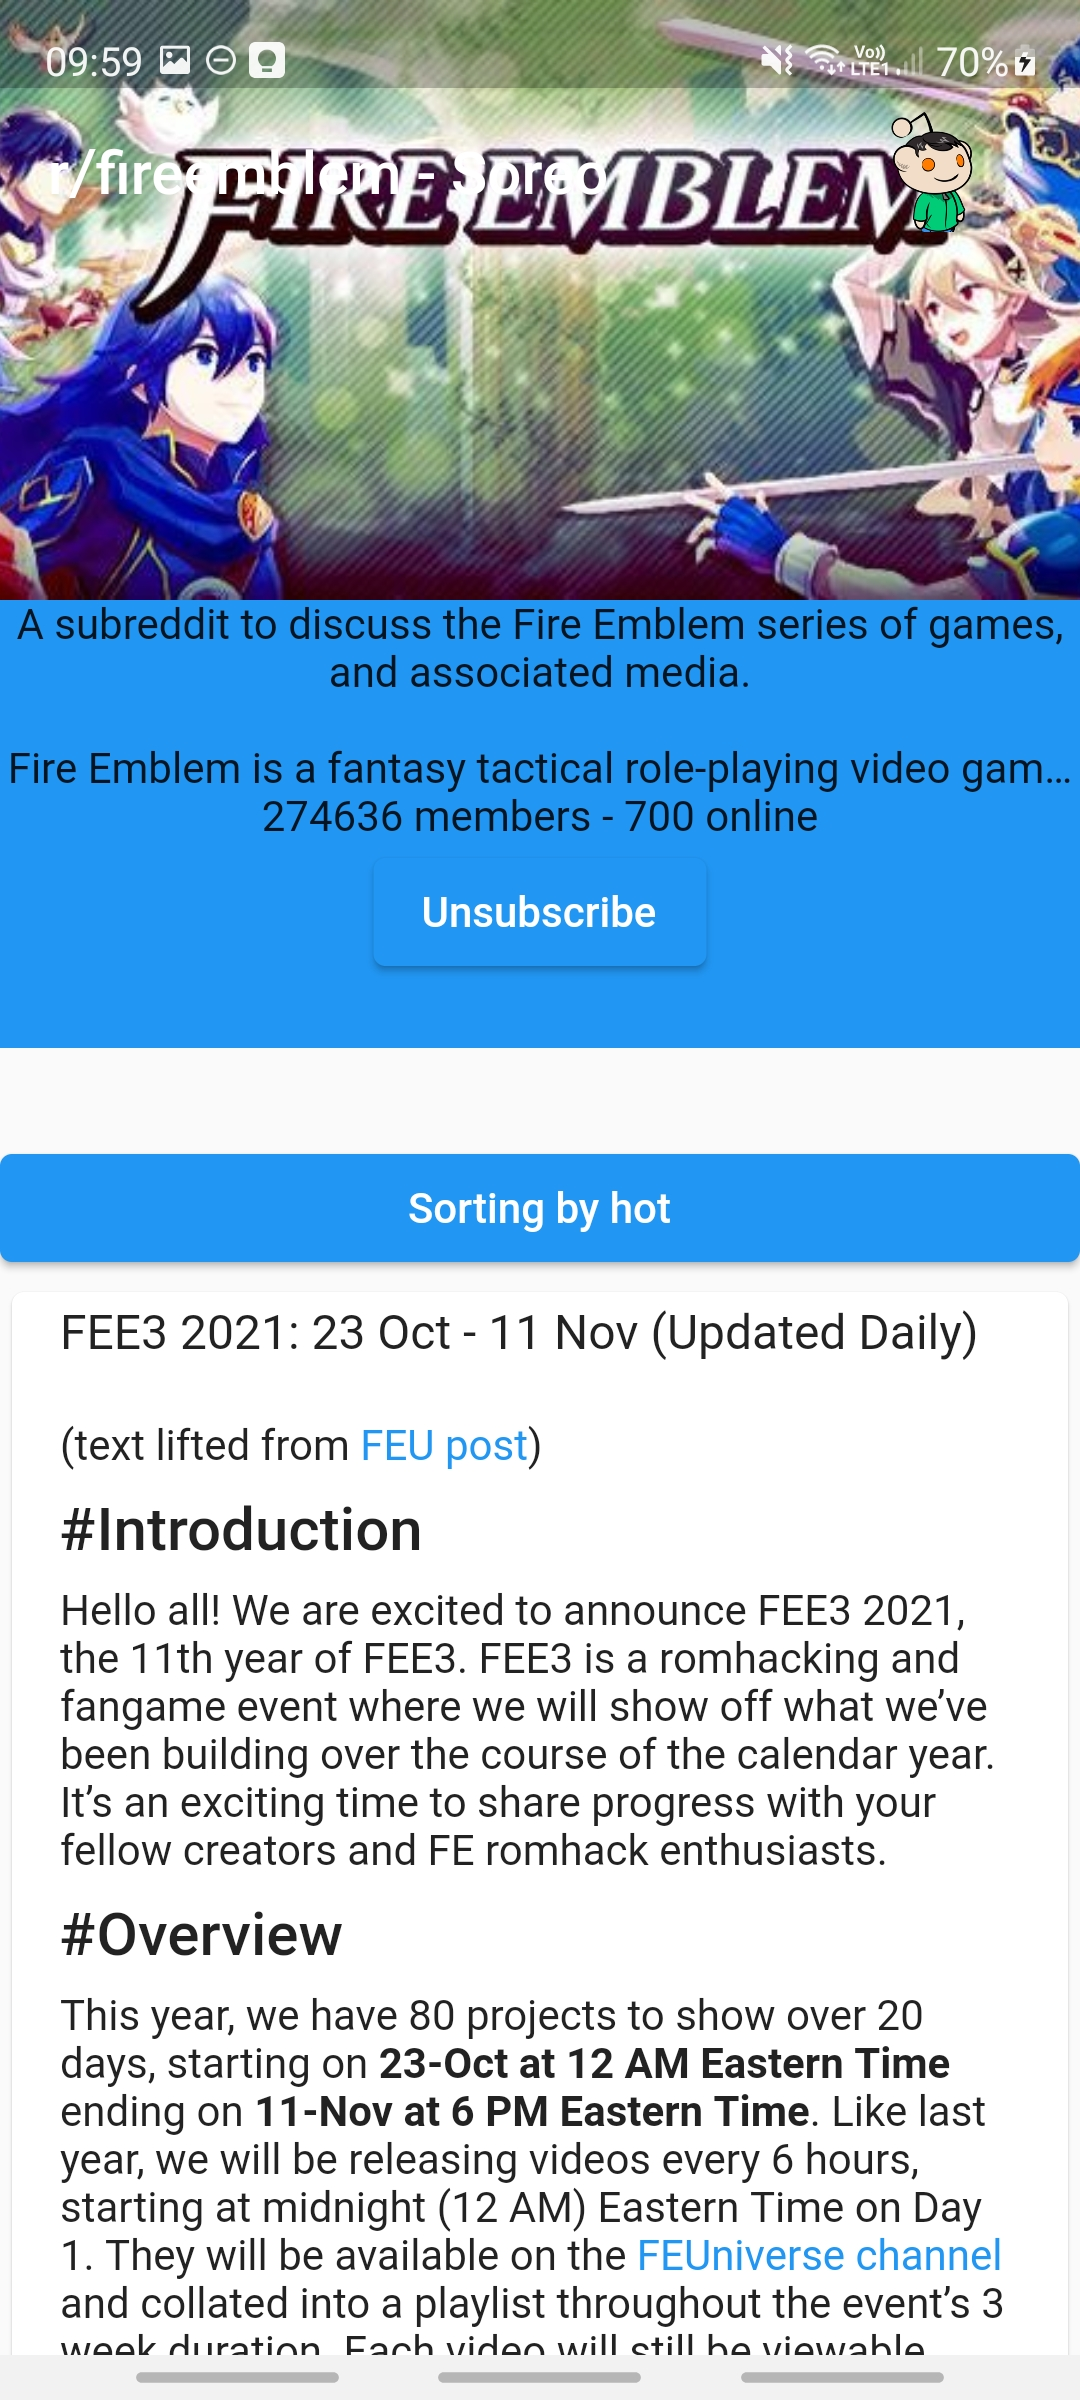 09:59
Vo))
LTE1
70%
r/fireemblem - Soreo
FIRE EMBLEM
A subreddit to discuss the Fire Emblem series of games,
and associated media.
Fire Emblem is a fantasy tactical role-playing video gam...
274636 members - 700 online
Unsubscribe
Sorting by hot
FEE3 2021: 23 Oct - 11 Nov (Updated Daily)
(text lifted from FEU post)
#Introduction
Hello all! We are excited to announce FEE3 2021,
the 11th year of FEE3. FEE3 is a romhacking and
fangame event where we will show off what we’ve
been building over the course of the calendar year.
It’s an exciting time to share progress with your
fellow creators and FE romhack enthusiasts.
#Overview
This year, we have 80 projects to show over 20
days, starting on 23-Oct at 12 AM Eastern Time
ending on 11-Nov at 6 PM Eastern Time. Like last
year, we will be releasing videos every 6 hours,
starting at midnight (12 AM) Eastern Time on Day
1. They will be available on the FEUniverse channel
and collated into a playlist throughout the event’s 3
week duration. Each video will still be viewable